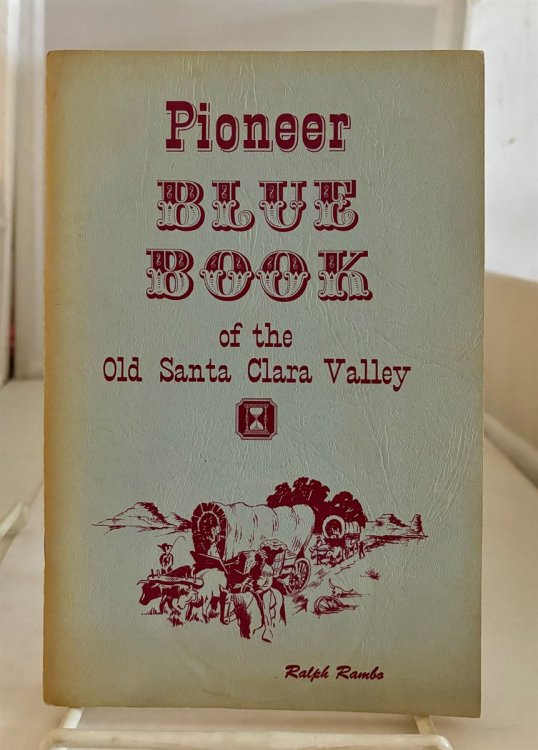 Pioneer
BLUE
BOOK
of the
Old Santa Clara Valley
Ralph Rambo